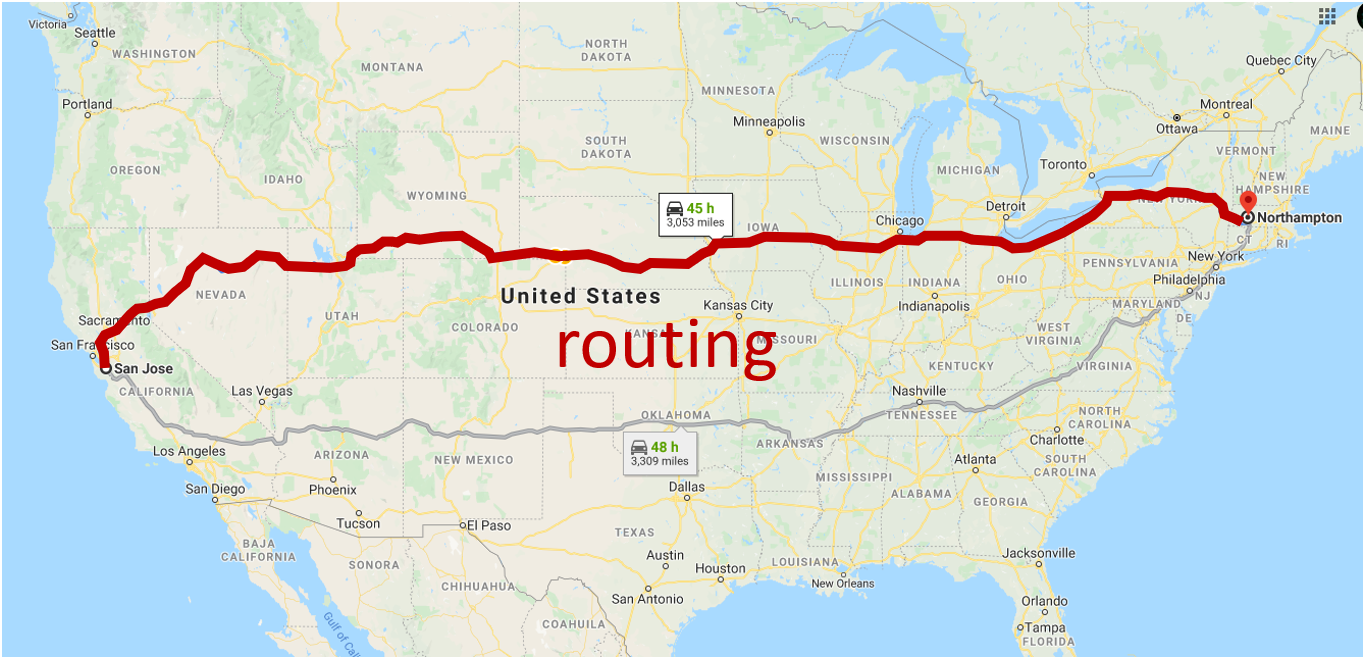 Victoria
Seattle
WASHINGTON
NORTH
DAKOTA
MONTANA
Quebec City
MINNESOTA
Portland
Montreal
Minneapolis
Ottawa
MAINE
WISCONSIN
SOUTH
DAKOTA
VERMONT
OREGON
Toronto
MICHIGAN
IDAHO
NEW
HAMPSHIRE
WYOMING
NEW YORK
45 h
3,053 miles
Detroit
Chicago
Northampton
IOWA
CT
RI
New York
PENNSYLVANIA
Philadelphia
ILLINOIS
INDIANA
OHIO
NEVADA
United States
NJ
Kansas City
Indianapolis
MARYLAND
UTAH
DE
Sacramento
COLORADO
KANSAS
WEST
VIRGINIA
San Francisco
routing
MISSOURI
San Jose
KENTUCKY
VIRGINIA
CALIFORNIA
Las Vegas
Nashville
OKLAHOMA
TENNESSEE
NORTH
CAROLINA
Charlotte
ARKANSAS
48 h
3,309 miles
Los Angeles
ARIZONA
NEW MEXICO
Atlanta
SOUTH
CAROLINA
MISSISSIPPI
San Diego
Phoenix
Dallas
ALABAMA
GEORGIA
Tucson
El Paso
TEXAS
BAJA
CALIFORNIA
Austin
Jacksonville
SONORA
Houston
LOUISIANA
New Orleans
CHIHUAHUA
San Antonio
Orlando
COAHUILA
Tampa
FLORIDA
Gulf of Cali